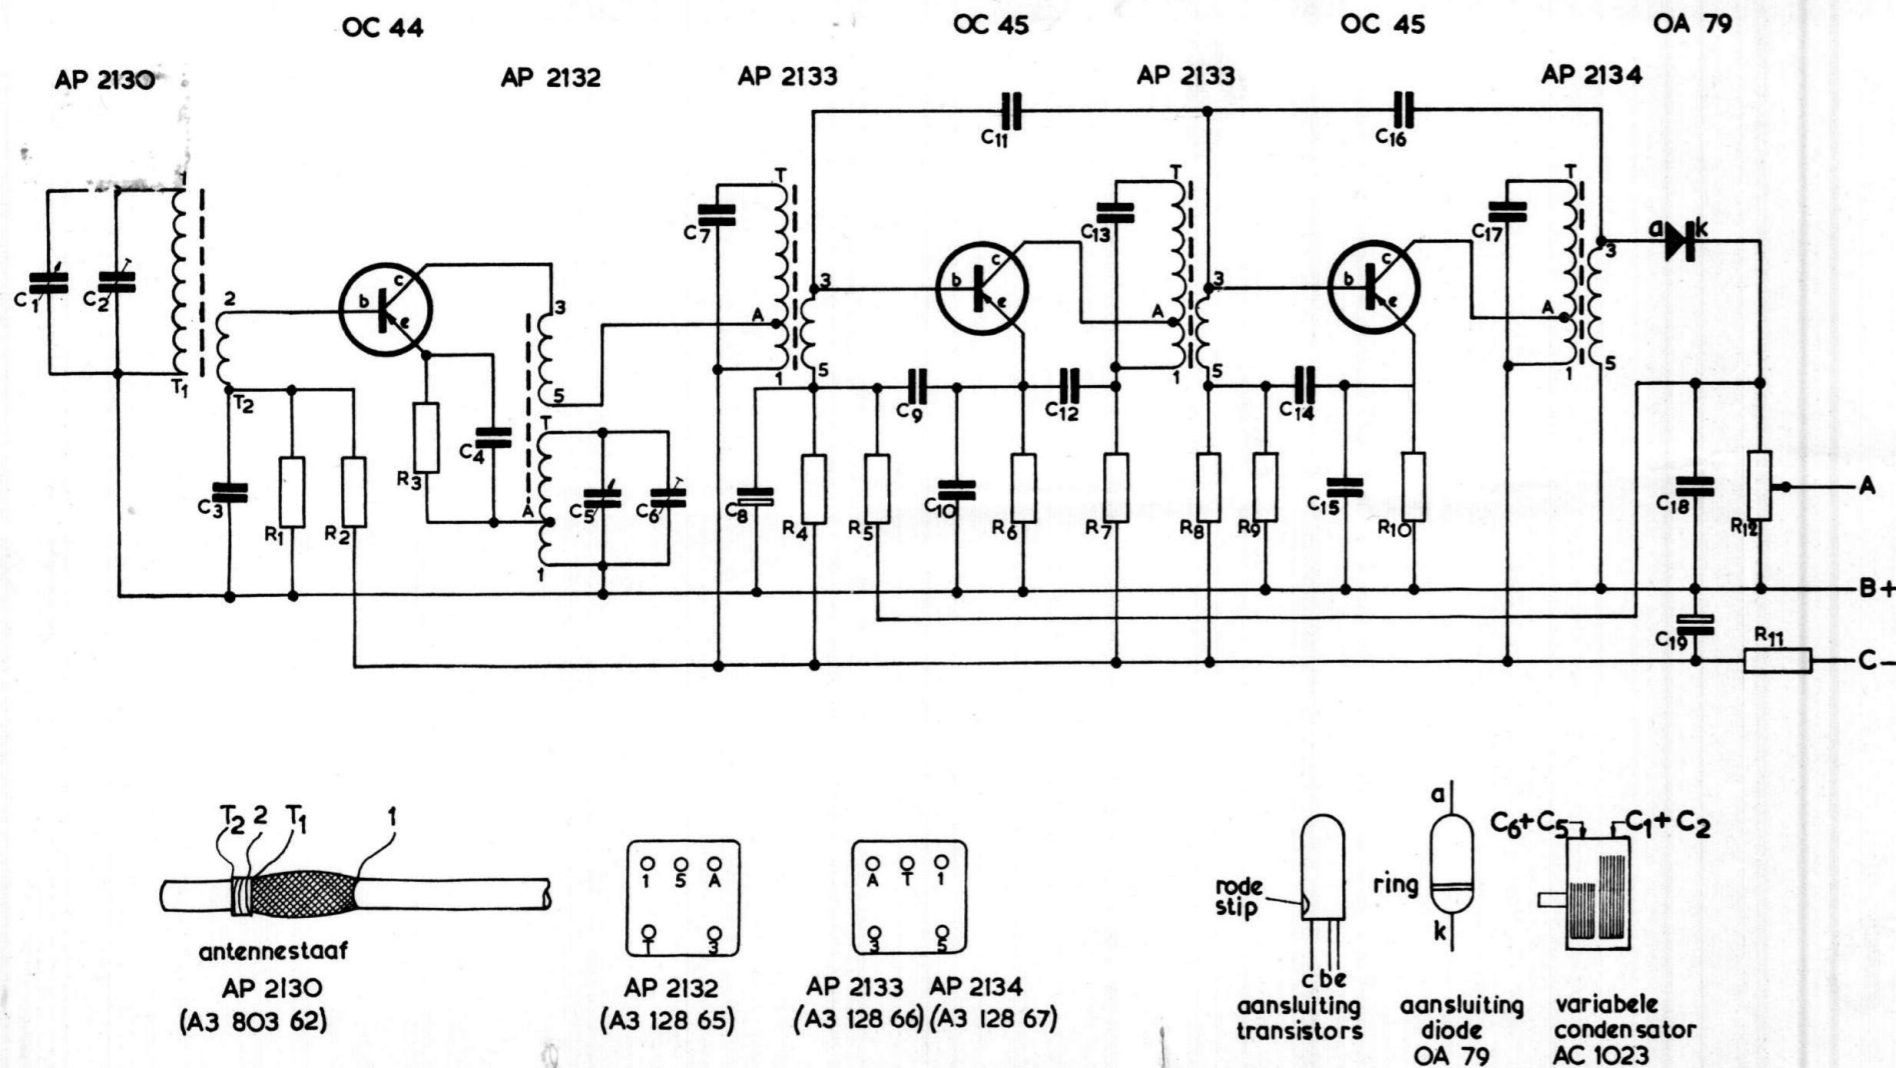 OC 44 OC 45 OC 45 OA 79
AP 2130 AP 2132 AP 2133 AP 2133 AP 2134
C11 C16
1 T T T
C7 C13 C17 a k
C1 C2 2 b c e 3 3 b c e 3 b c e 3
A A A
T1 T2 5 1 5 1 5 1 5
C9 C12 C14
R3 C4 T
C3 R1 R2 A C5 C6 C8 R4 R5 C10 R6 R7 R8 R9 C15 R10 C18 R12 A
1
B+
C19 R11
C–
T2 2 T1 1
antennestaaf
AP 2130
(A3 803 62)
1 5 A
T 3
AP 2132
(A3 128 65)
A T 1
3 5
AP 2133 AP 2134
(A3 128 66) (A3 128 67)
rode
stip
c b e
aansluiting
transistors
a
ring
k
aansluiting
diode
OA 79
C6+C5 C1+C2
variabele
condensator
AC 1023